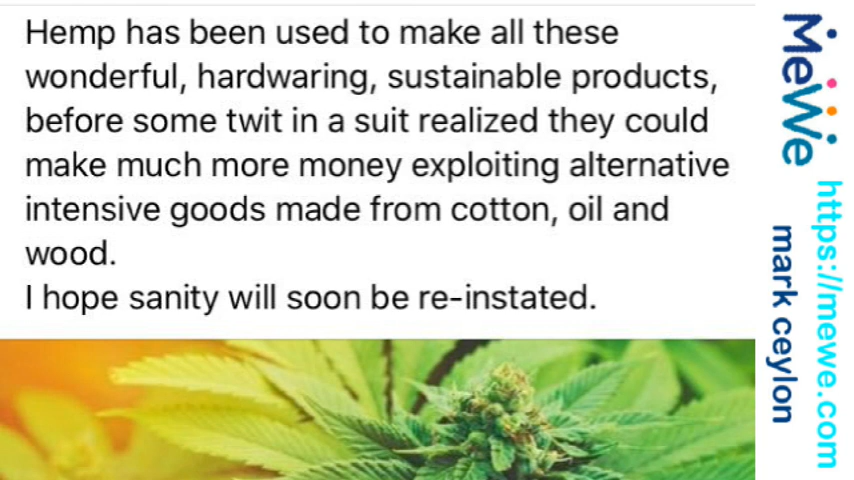 Hemp has been used to make all these
wonderful, hardwaring, sustainable products,
before some twit in a suit realized they could
make much more money exploiting alternative
intensive goods made from cotton, oil and
wood.
I hope sanity will soon be re-instated.
MeWe
https://mewe.com
mark ceylon